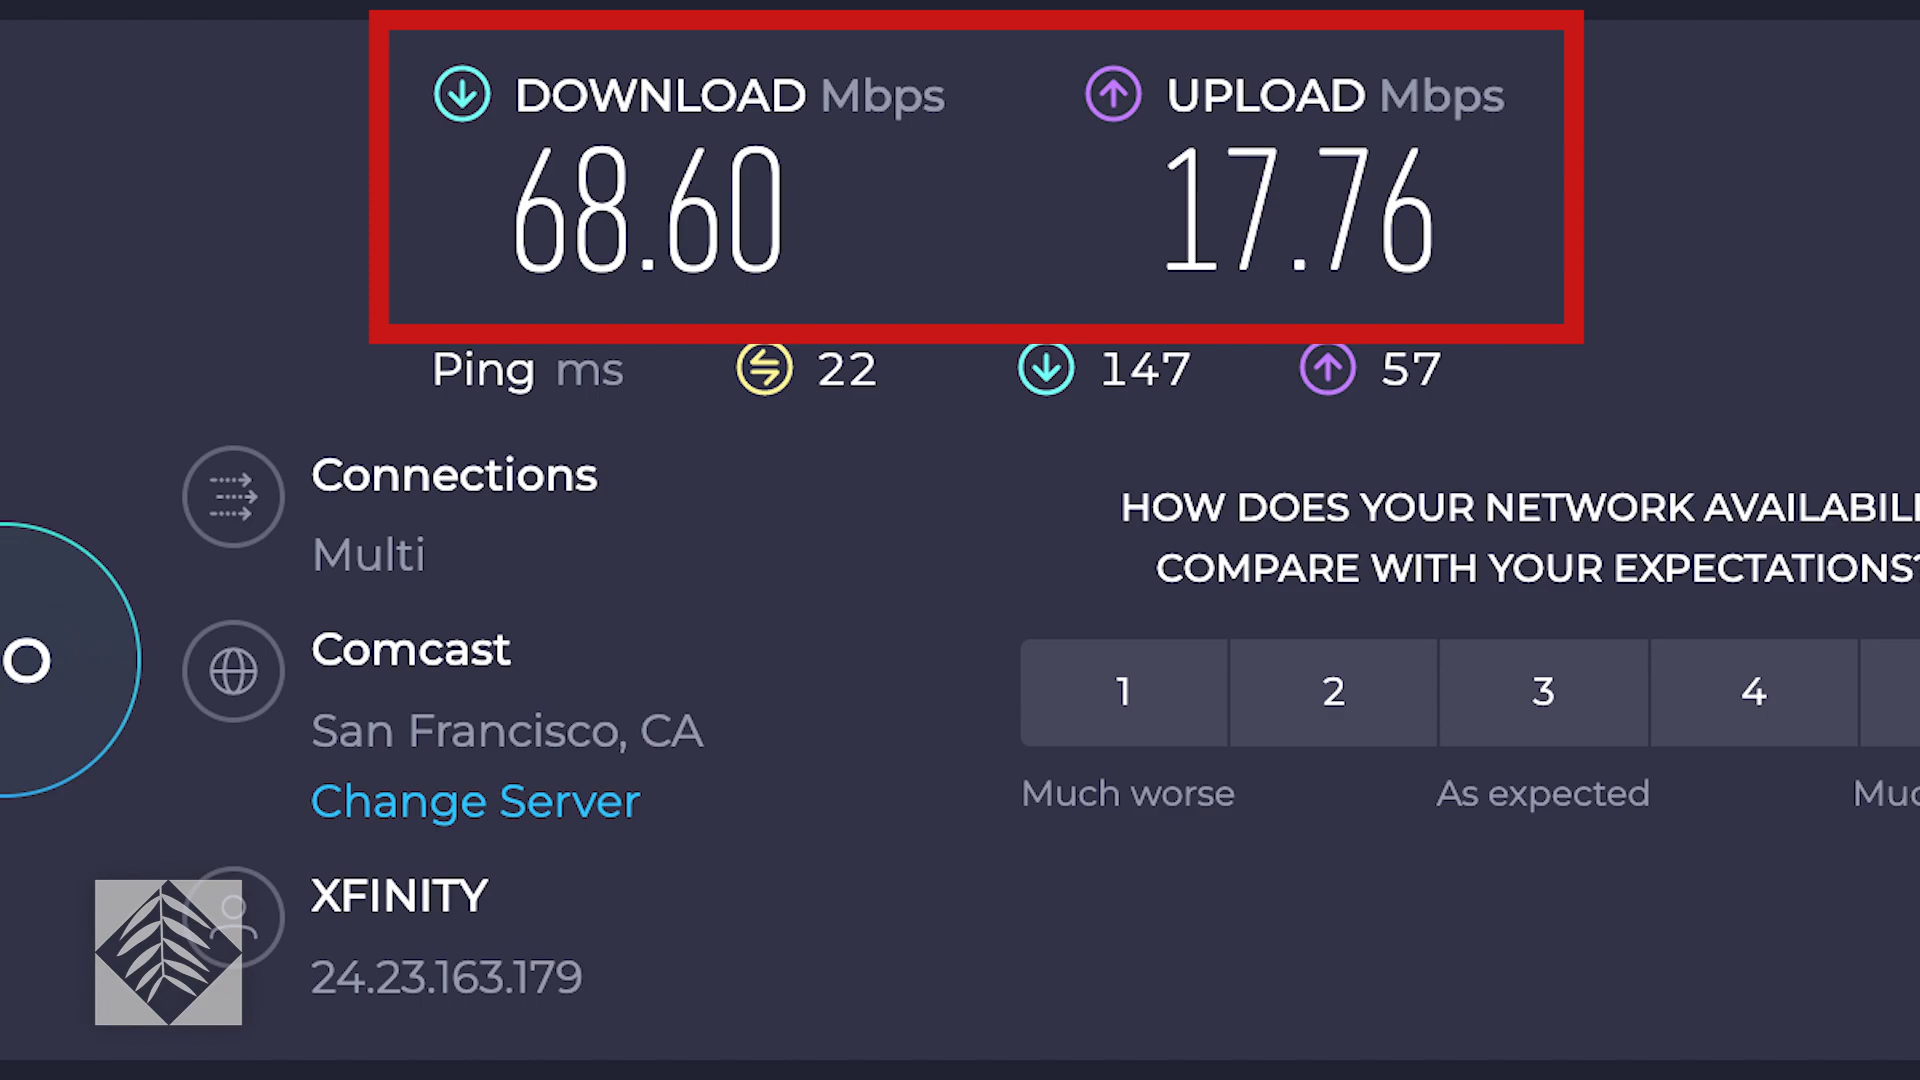 DOWNLOAD Mbps
68.60
UPLOAD Mbps
17.76
Ping ms 22 147 57
Connections
Multi
Comcast
San Francisco, CA
Change Server
XFINITY
24.23.163.179
HOW DOES YOUR NETWORK AVAILABILI
COMPARE WITH YOUR EXPECTATIONS?
1 2 3 4
Much worse As expected Muc
O